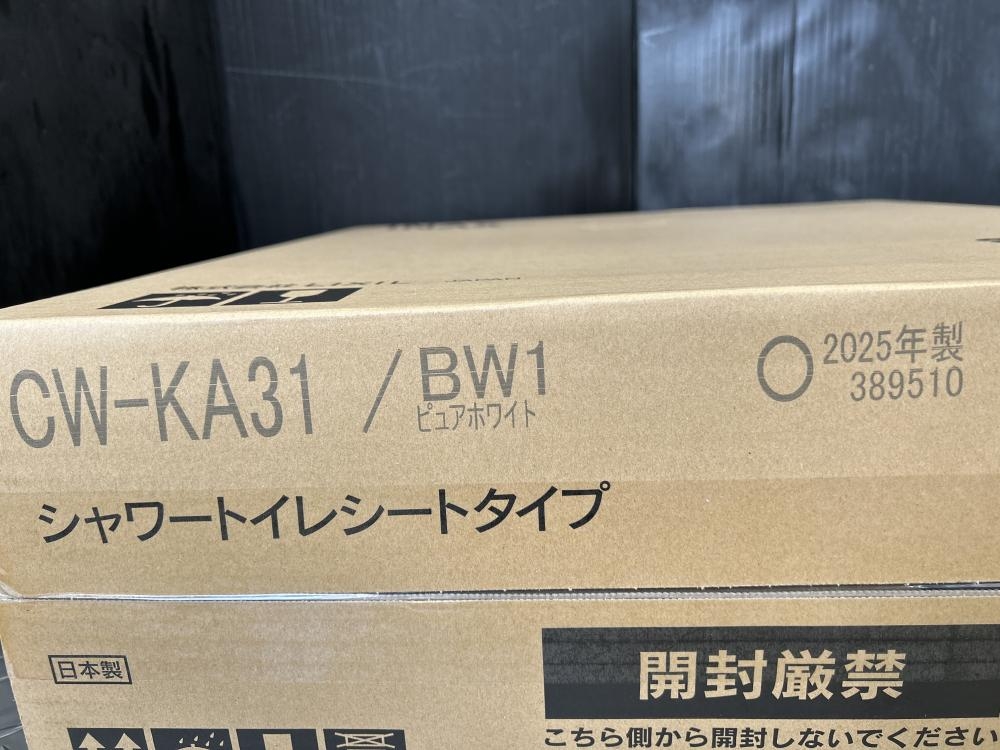 JAPAN
CW-KA31 / BW1
ピュアホワイト
2025年製
389510
シャワートイレシートタイプ
日本製
開封厳禁
こちら側から開封しないでください